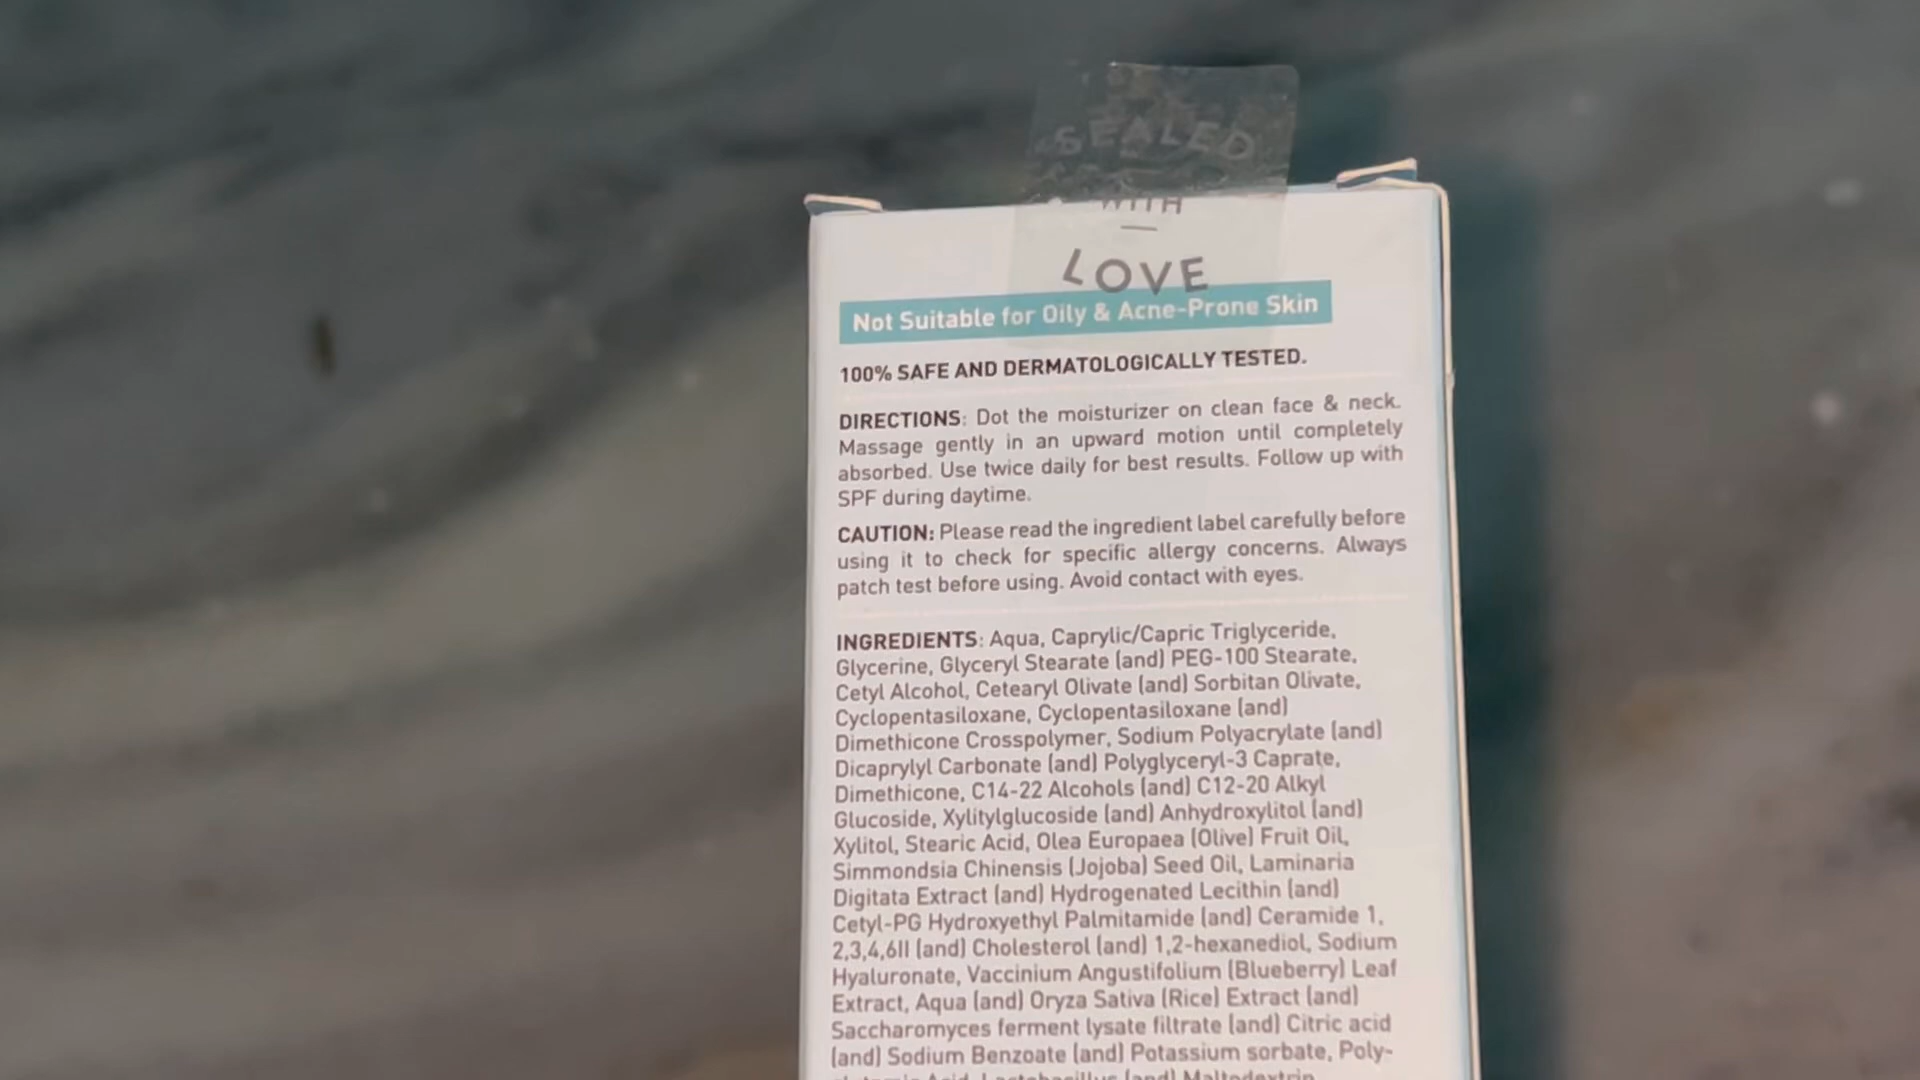 SEALED
WITH
LOVE
Not Suitable for Oily & Acne-Prone Skin
100% SAFE AND DERMATOLOGICALLY TESTED.
DIRECTIONS: Dot the moisturizer on clean face & neck.
Massage gently in an upward motion until completely
absorbed. Use twice daily for best results. Follow up with
SPF during daytime.
CAUTION: Please read the ingredient label carefully before
using it to check for specific allergy concerns. Always
patch test before using. Avoid contact with eyes.
INGREDIENTS: Aqua, Caprylic/Capric Triglyceride,
Glycerine, Glyceryl Stearate (and) PEG-100 Stearate,
Cetyl Alcohol, Cetearyl Olivate (and) Sorbitan Olivate,
Cyclopentasiloxane, Cyclopentasiloxane (and)
Dimethicone Crosspolymer, Sodium Polyacrylate (and)
Dicaprylyl Carbonate (and) Polyglyceryl-3 Caprate,
Dimethicone, C14-22 Alcohols (and) C12-20 Alkyl
Glucoside, Xylitylglucoside (and) Anhydroxylitol (and)
Xylitol, Stearic Acid, Olea Europaea (Olive) Fruit Oil,
Simmondsia Chinensis (Jojoba) Seed Oil, Laminaria
Digitata Extract (and) Hydrogenated Lecithin (and)
Cetyl-PG Hydroxyethyl Palmitamide (and) Ceramide 1,
2,3,4,6II (and) Cholesterol (and) 1,2-hexanediol, Sodium
Hyaluronate, Vaccinium Angustifolium (Blueberry) Leaf
Extract, Aqua (and) Oryza Sativa (Rice) Extract (and)
Saccharomyces ferment lysate filtrate (and) Citric acid
(and) Sodium Benzoate (and) Potassium sorbate, Poly-
(and) Maltodextrin